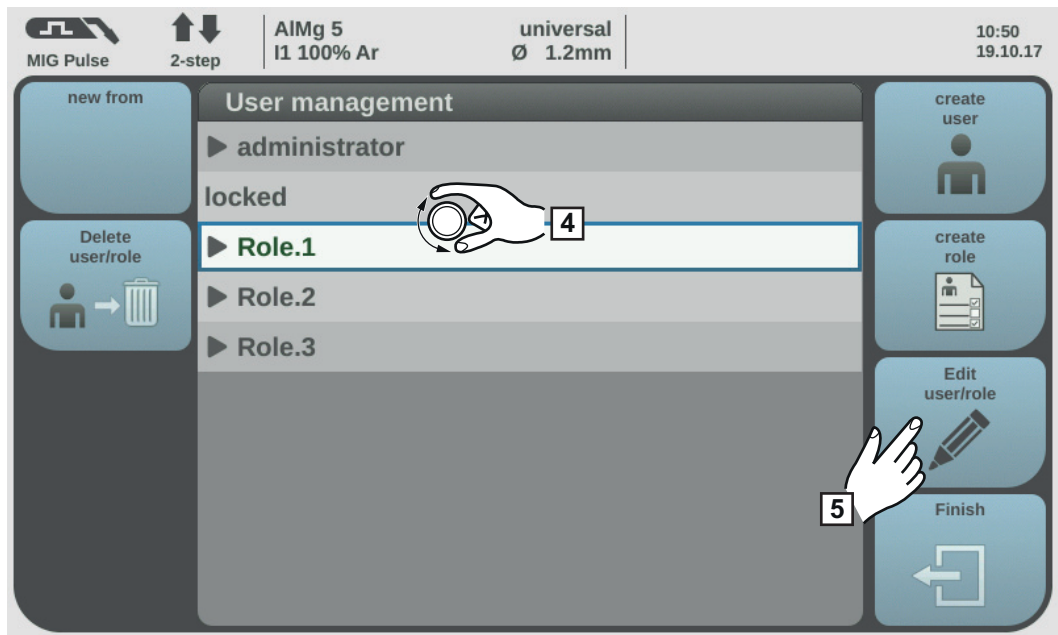 MIG Pulse
2-step
AlMg 5
I1 100% Ar
universal
Ø 1.2mm
10:50
19.10.17
new from
Delete
user/role
User management
administrator
locked
Role.1
Role.2
Role.3
4
create
user
create
role
Edit
user/role
5
Finish